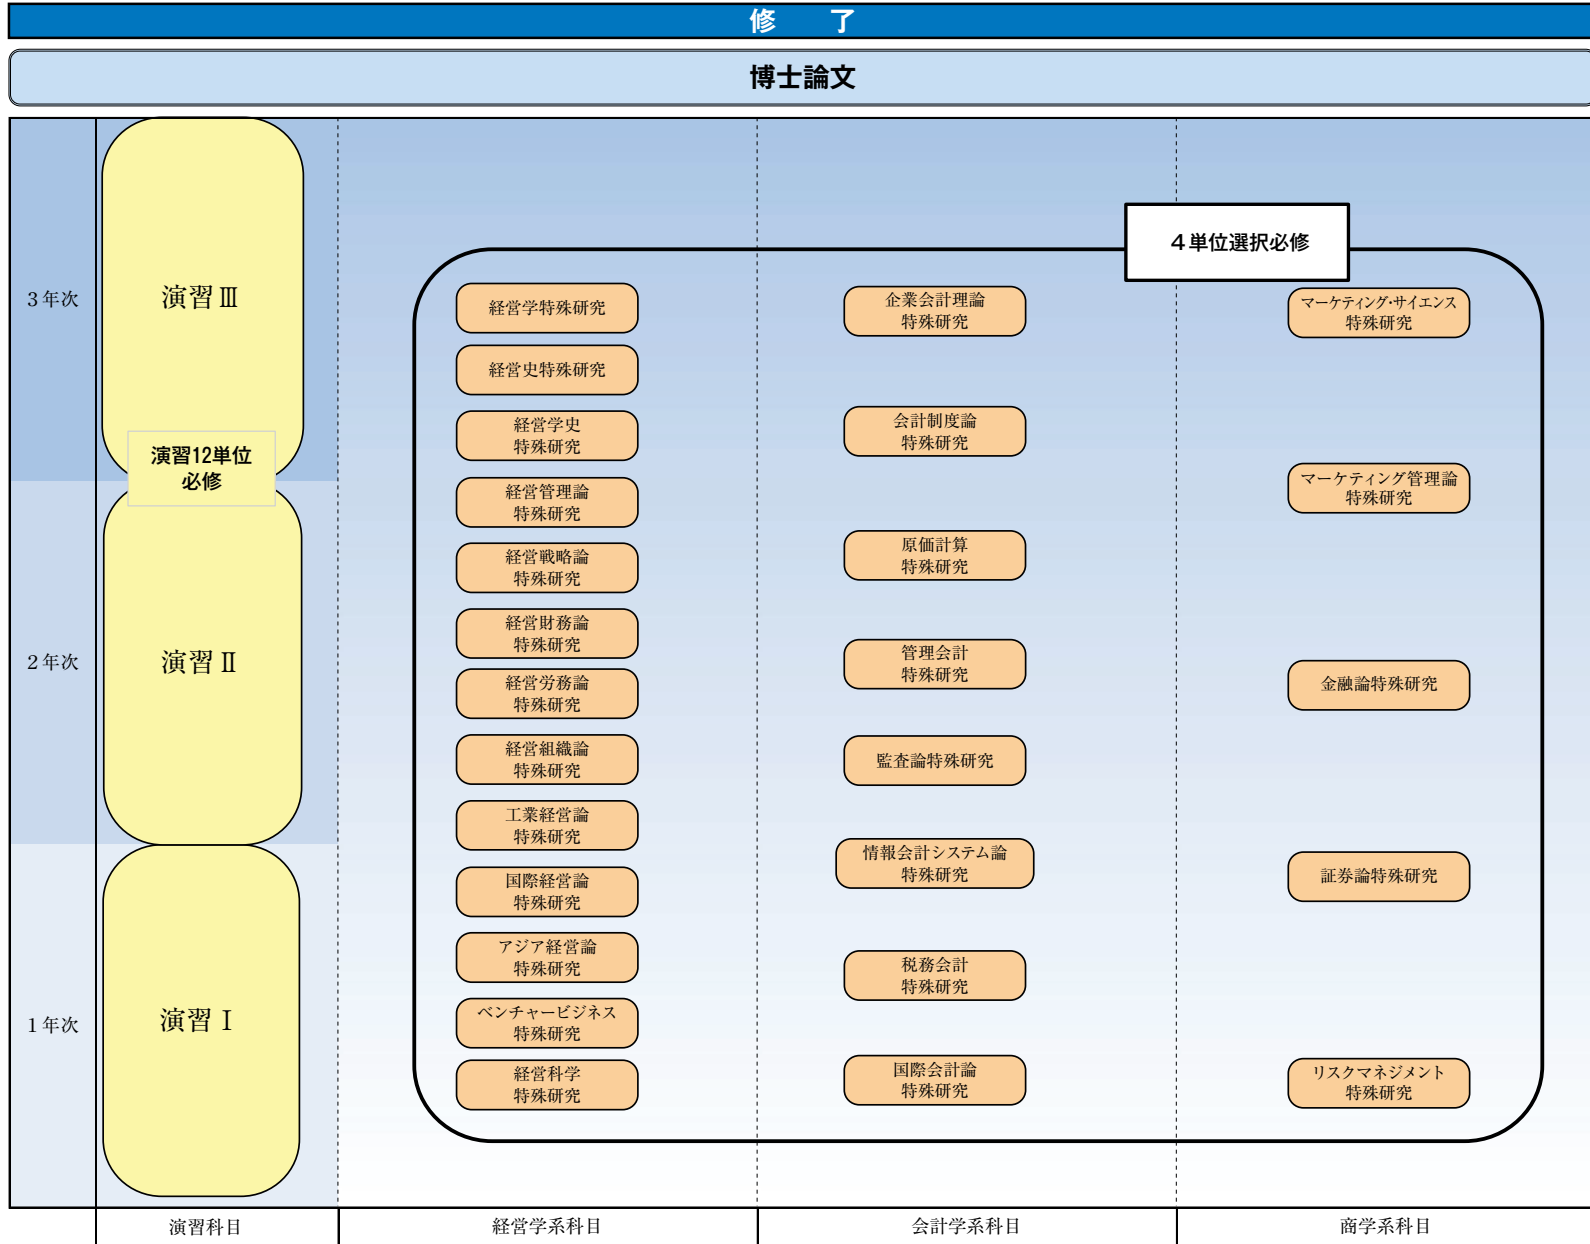 修　了
博士論文
4単位選択必修
3年次
演習Ⅲ
演習12単位
必修
2年次
演習Ⅱ
1年次
演習Ⅰ
経営学特殊研究
経営史特殊研究
経営学史
特殊研究
経営管理論
特殊研究
経営戦略論
特殊研究
経営財務論
特殊研究
経営労務論
特殊研究
経営組織論
特殊研究
工業経営論
特殊研究
国際経営論
特殊研究
アジア経営論
特殊研究
ベンチャービジネス
特殊研究
経営科学
特殊研究
企業会計理論
特殊研究
会計制度論
特殊研究
原価計算
特殊研究
管理会計
特殊研究
監査論特殊研究
情報会計システム論
特殊研究
税務会計
特殊研究
国際会計論
特殊研究
マーケティング・サイエンス
特殊研究
マーケティング管理論
特殊研究
金融論特殊研究
証券論特殊研究
リスクマネジメント
特殊研究
演習科目
経営学系科目
会計学系科目
商学系科目